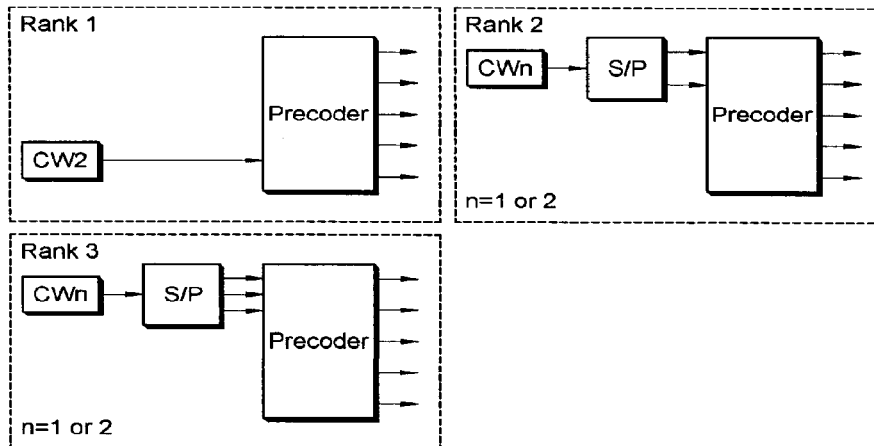 Rank 1
Precoder
CW2
Rank 2
CWn
S/P
Precoder
n=1 or 2
Rank 3
CWn
S/P
Precoder
n=1 or 2